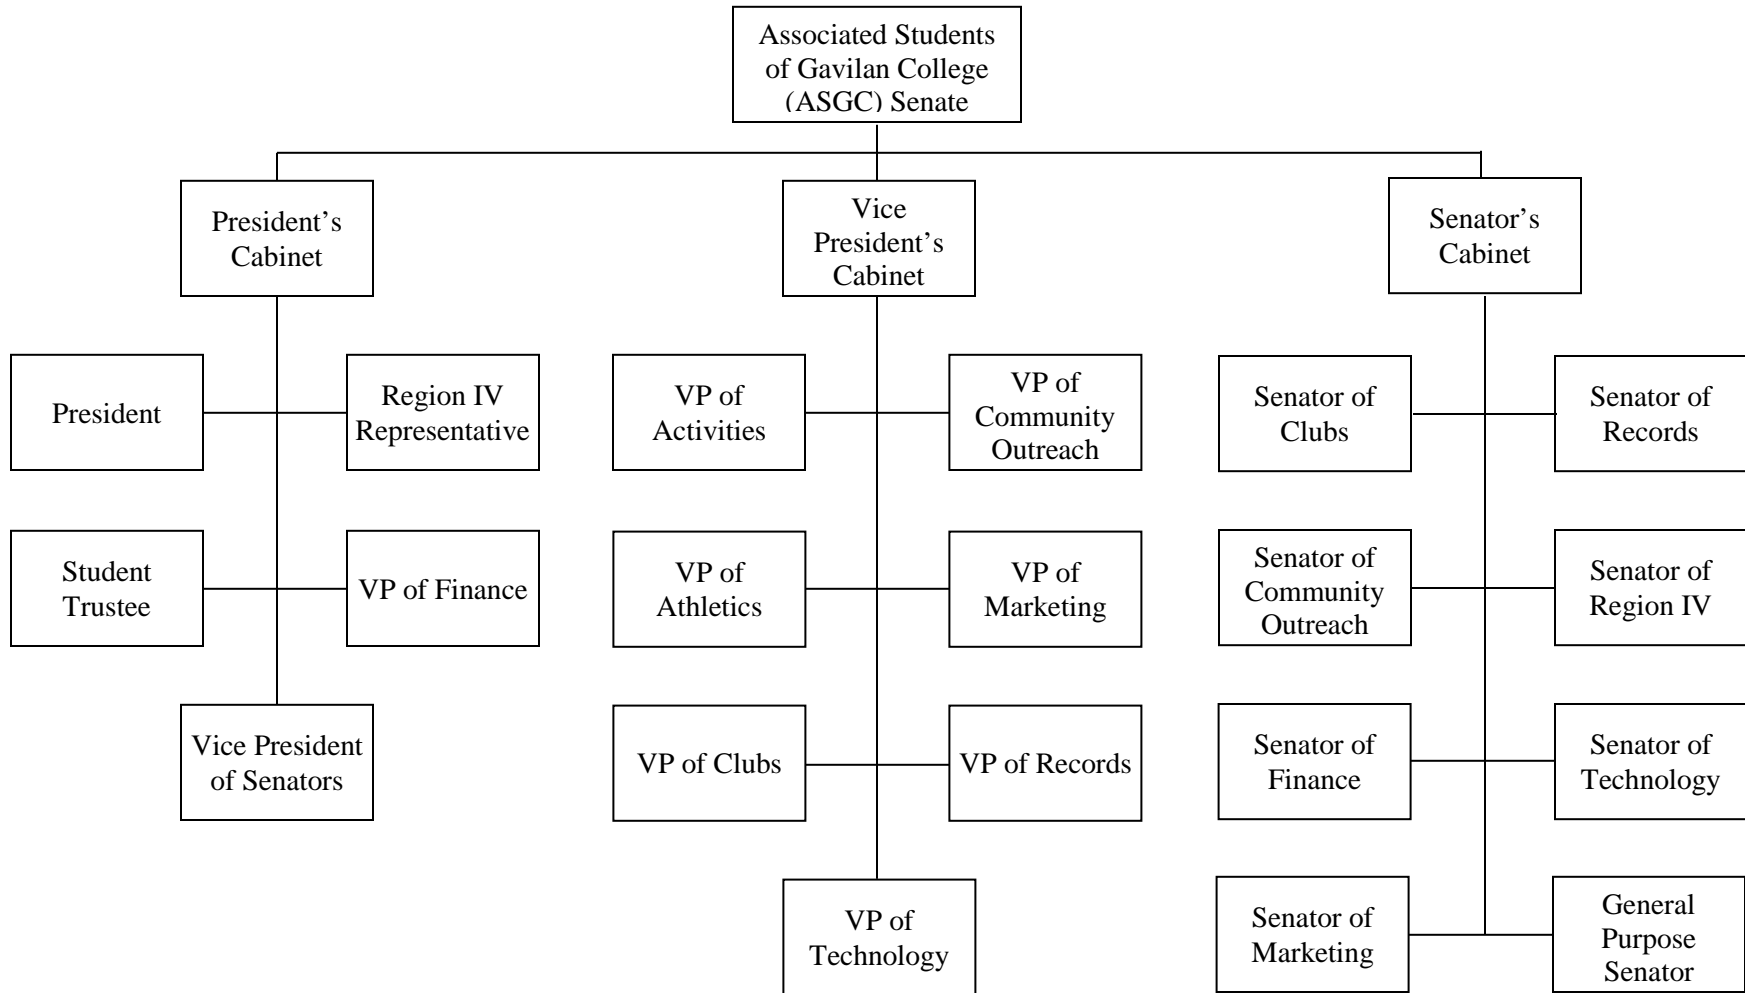 Associated Students
of Gavilan College
(ASGC) Senate
President’s
Cabinet
Vice
President’s
Cabinet
Senator’s
Cabinet
President
Region IV
Representative
Student
Trustee
VP of Finance
Vice President
of Senators
VP of
Activities
VP of
Community
Outreach
VP of
Athletics
VP of
Marketing
VP of Clubs
VP of Records
VP of
Technology
Senator of
Clubs
Senator of
Records
Senator of
Community
Outreach
Senator of
Region IV
Senator of
Finance
Senator of
Technology
Senator of
Marketing
General
Purpose
Senator